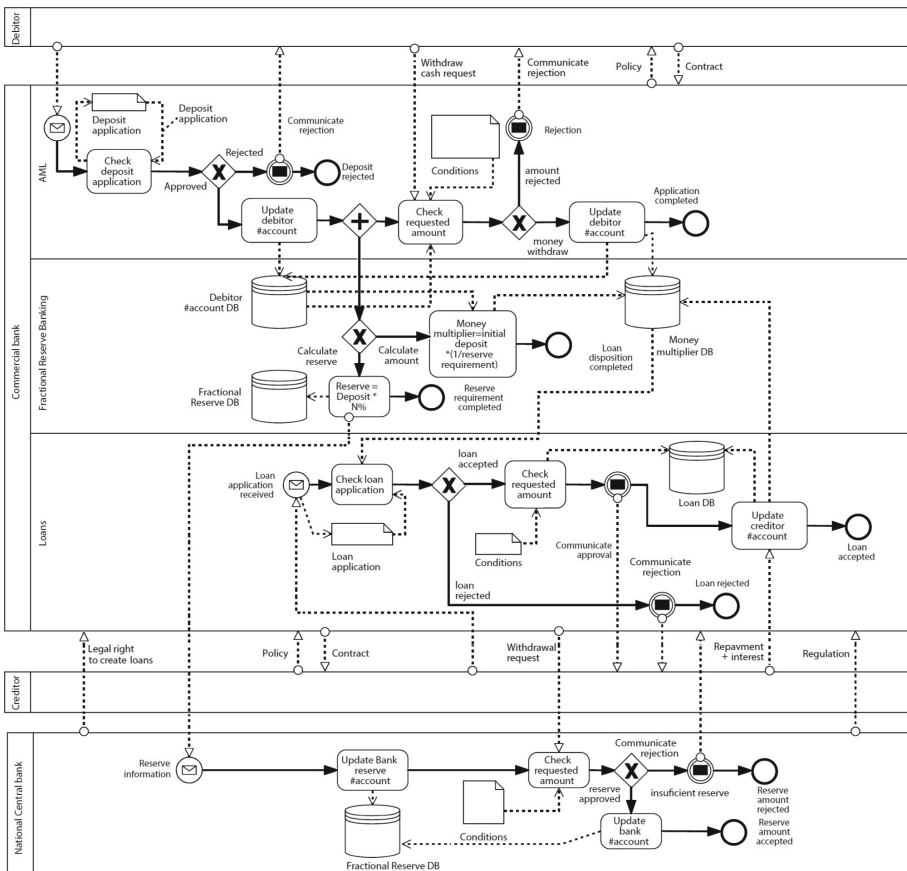 Debitor
Withdraw
cash request
Communicate
rejection
Policy
Contract
Commercial bank
AML
Deposit
application
Deposit
application
Communicate
rejection
Rejection
Check
deposit
application
Rejected
Approved
Deposit
rejected
Conditions
amount
rejected
Application
completed
Update
debitor
#account
Check
requested
amount
money
withdraw
Update
debitor
#account
Fractional Reserve Banking
Debitor
#account DB
Calculate
reserve
Calculate
amount
Money
multiplier=initial
deposit
*(1/reserve
requirement)
Loan
disposition
completed
Money
multiplier DB
Fractional
Reserve DB
Reserve =
Deposit *
N%
Reserve
requirement
completed
Loans
Loan
application
received
Check loan
application
loan
accepted
Check
requested
amount
Loan DB
Update
creditor
#account
Loan
application
Conditions
Communicate
approval
Communicate
rejection
Loan
accepted
loan
rejected
Loan rejected
Legal right
to create loans
Policy
Contract
Withdrawal
request
Repavment
+ interest
Regulation
Creditor
National Central bank
Reserve
information
Update Bank
reserve
#account
Check
requested
amount
Communicate
rejection
reserve
approved
insufficient reserve
Reserve
amount
rejected
Conditions
Update
bank
#account
Reserve
amount
accepted
Fractional Reserve DB